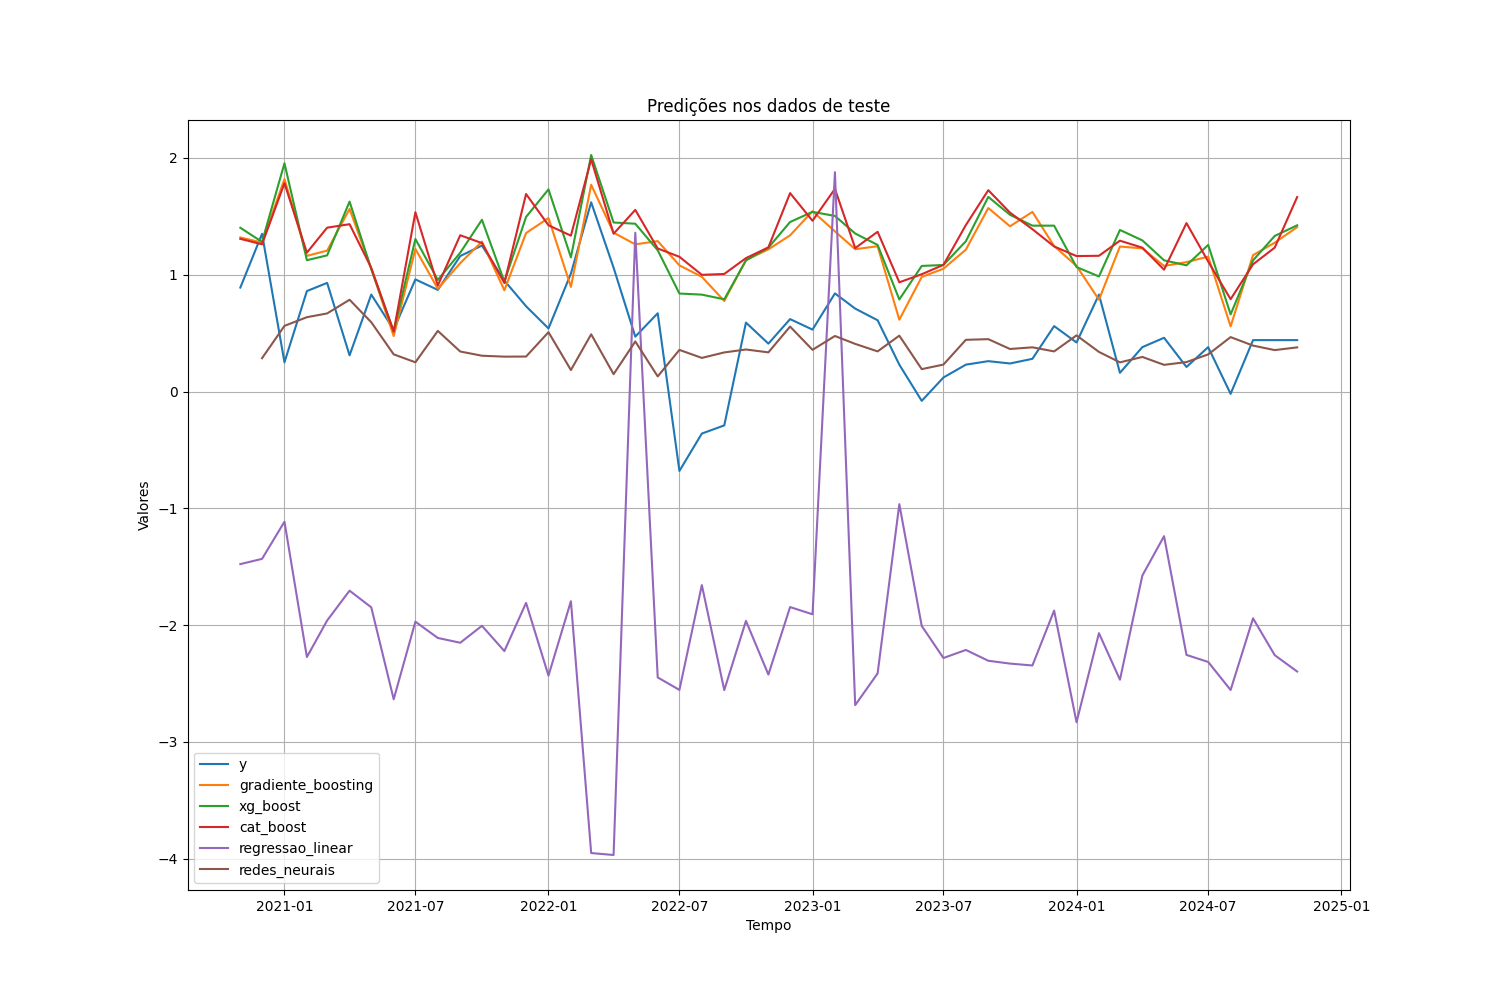 Predições nos dados de teste
Valores
2
1
0
−1
−2
−3
−4
y
gradiente_boosting
xg_boost
cat_boost
regressao_linear
redes_neurais
2021-01 2021-07 2022-01 2022-07 2023-01 2023-07 2024-01 2024-07 2025-01
Tempo